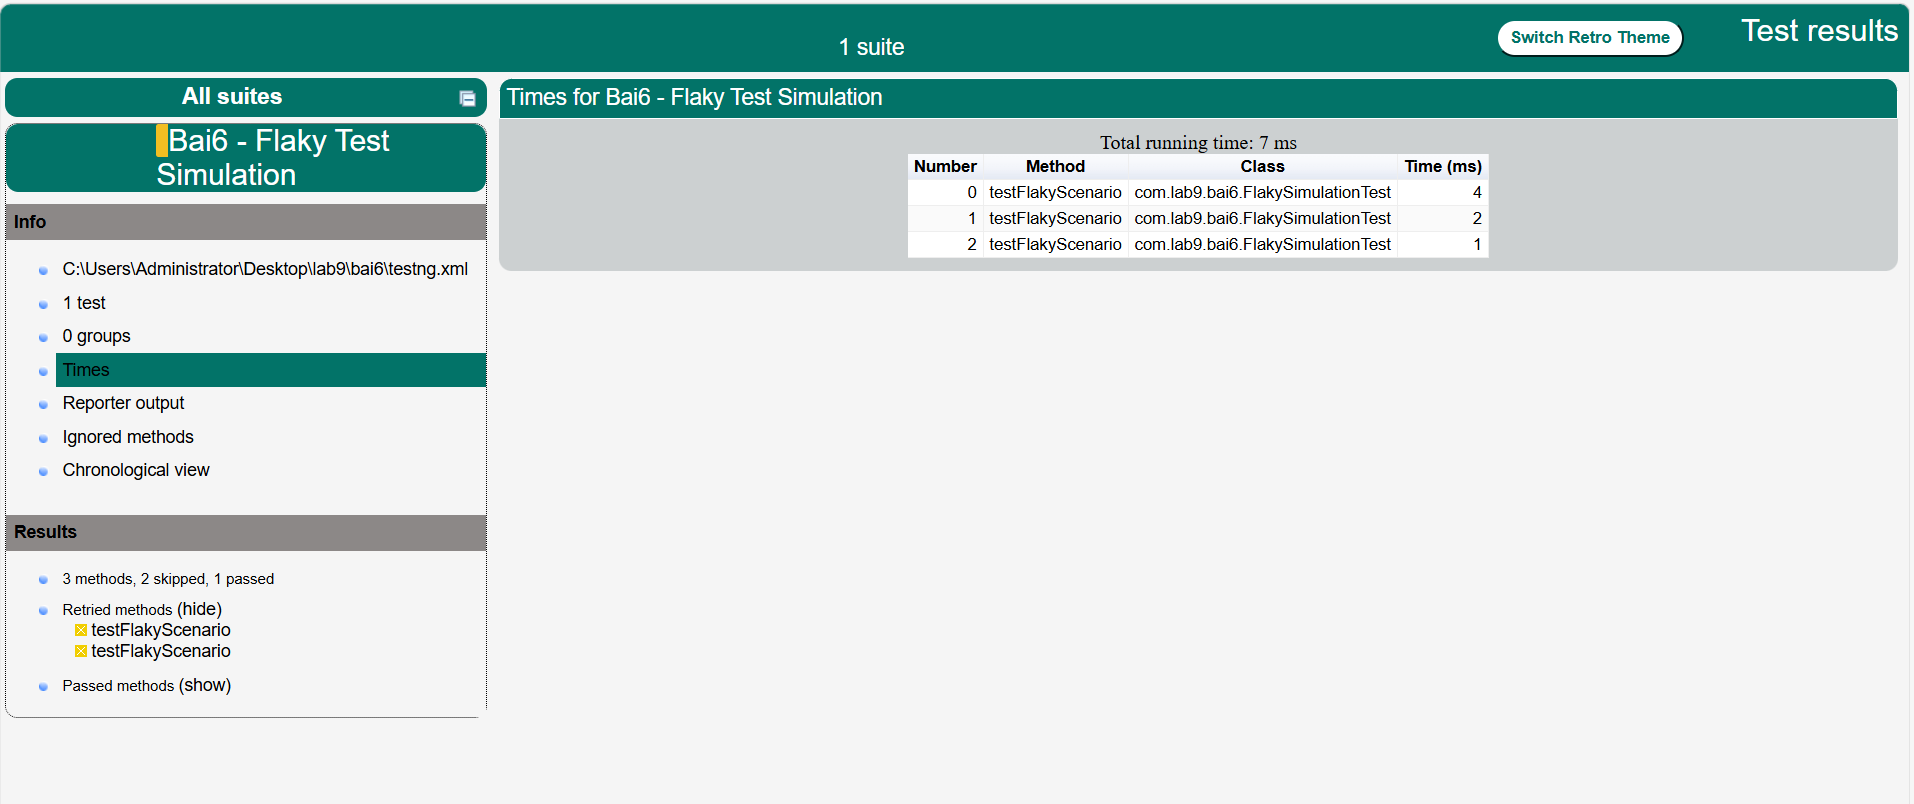 1 suite
Switch Retro Theme
Test results
All suites
Bai6 - Flaky Test
Simulation
Info
C:\Users\Administrator\Desktop\lab9\bai6\testng.xml
1 test
0 groups
Times
Reporter output
Ignored methods
Chronological view
Results
3 methods, 2 skipped, 1 passed
Retried methods (hide)
testFlakyScenario
testFlakyScenario
Passed methods (show)
Times for Bai6 - Flaky Test Simulation
Total running time: 7 ms
Number Method Class Time (ms)
0 testFlakyScenario com.lab9.bai6.FlakySimulationTest 4
1 testFlakyScenario com.lab9.bai6.FlakySimulationTest 2
2 testFlakyScenario com.lab9.bai6.FlakySimulationTest 1